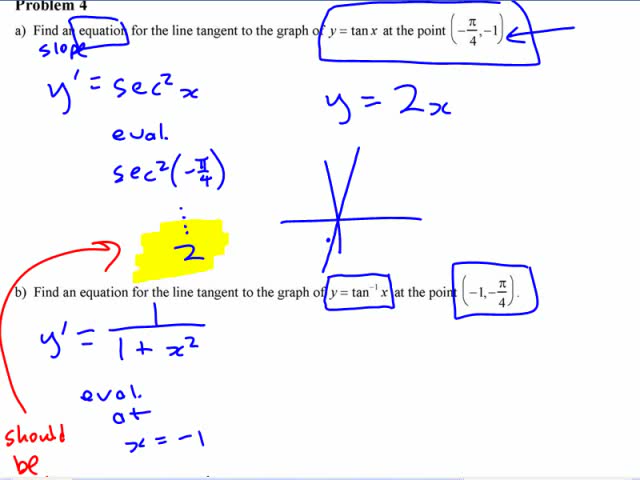 Problem 4
a) Find an equation for the line tangent to the graph of y = tan x at the point (-π/4, -1)
slope
y' = sec² x
y = 2x
eval.
sec²(-π/4)
⋮
2
b) Find an equation for the line tangent to the graph of y = tan⁻¹ x at the point (-1, -π/4).
y' = 1/(1 + x²)
eval.
at
x = -1
should
be